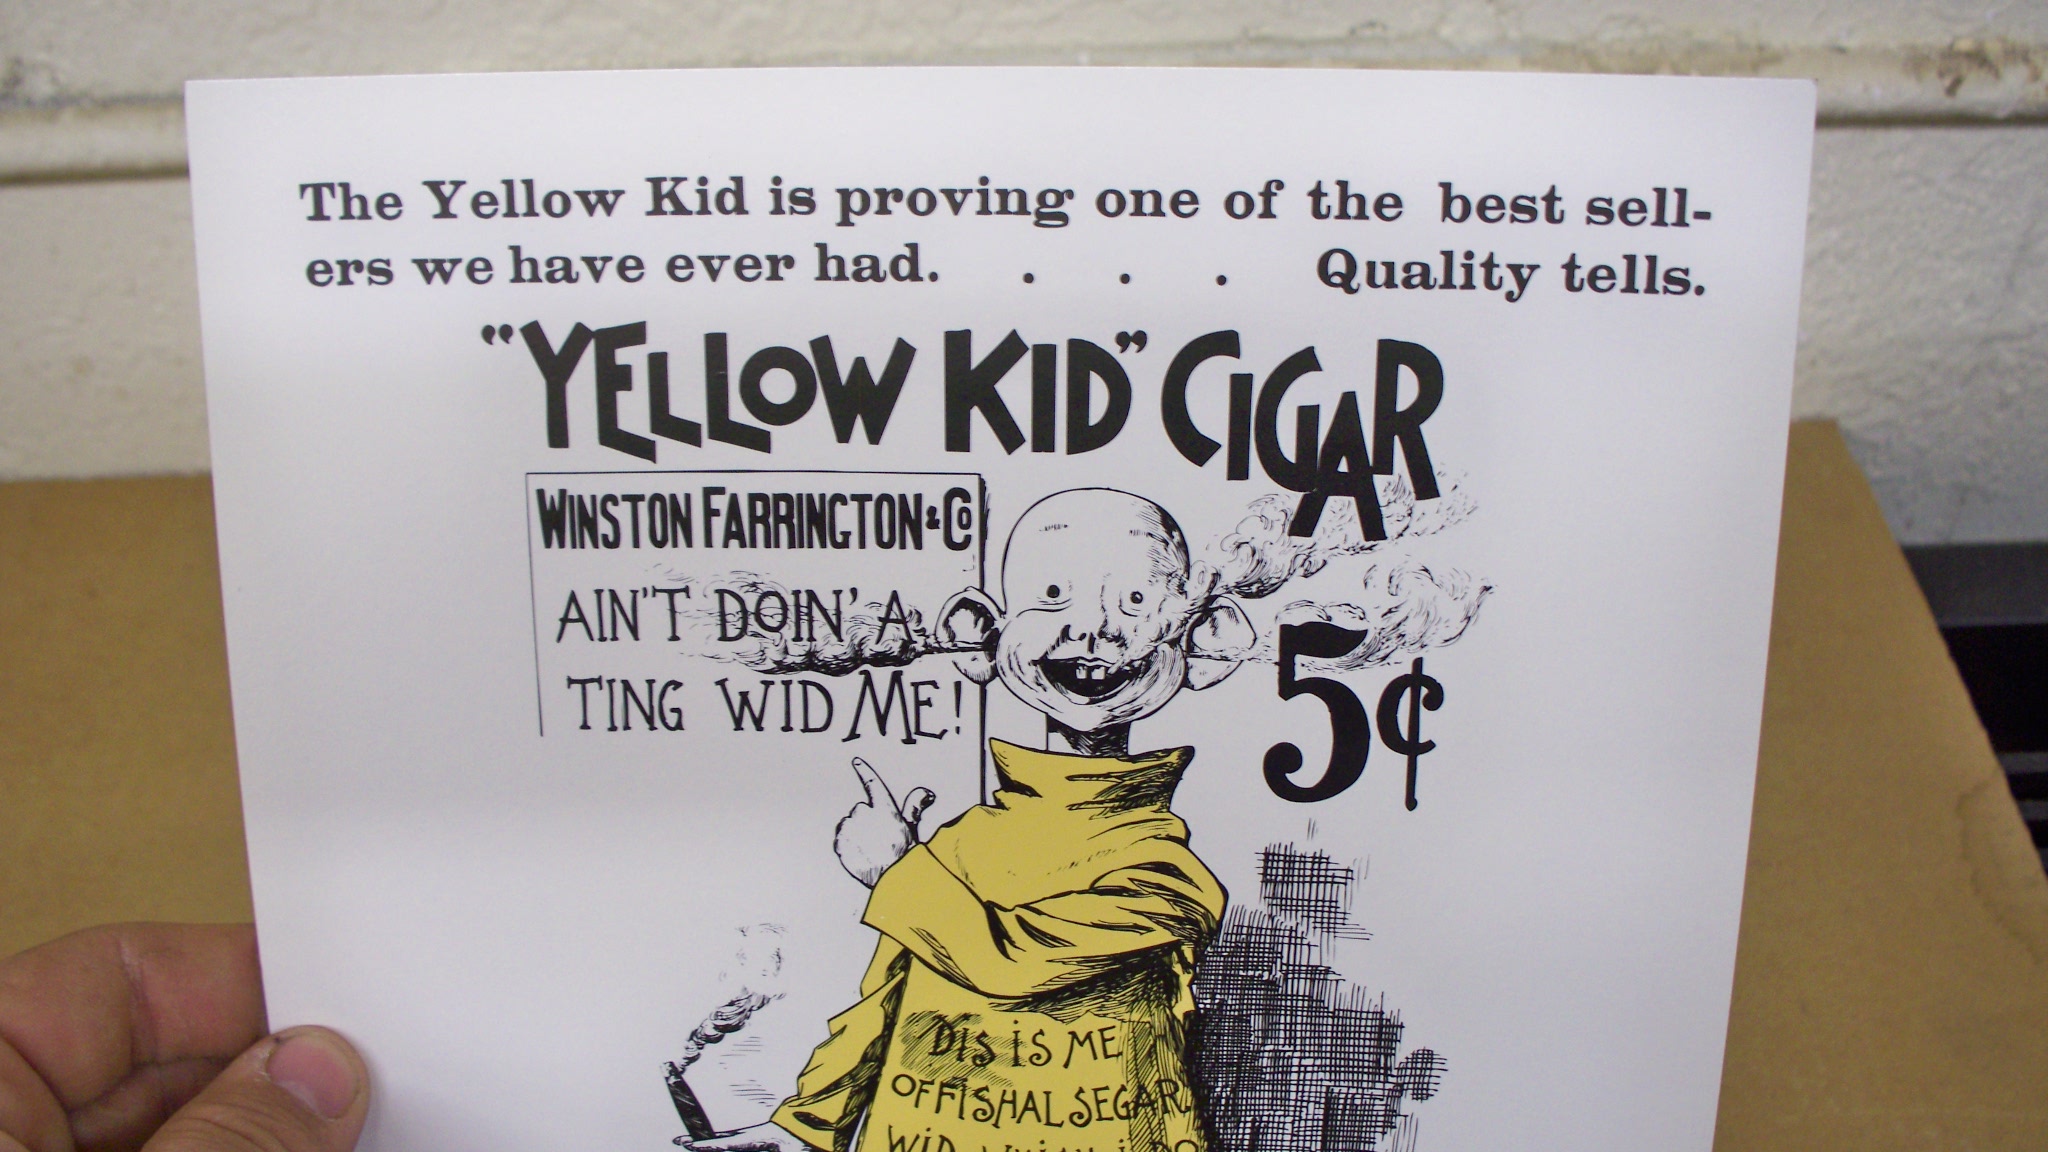 The Yellow Kid is proving one of the best sell-
ers we have ever had. . . . Quality tells.
"YELLOW KID" CIGAR
WINSTON FARRINGTON & CO
AIN'T DOIN' A
TING WID ME!
5¢
DIS IS ME
OFFISHAL SEGAR
WID